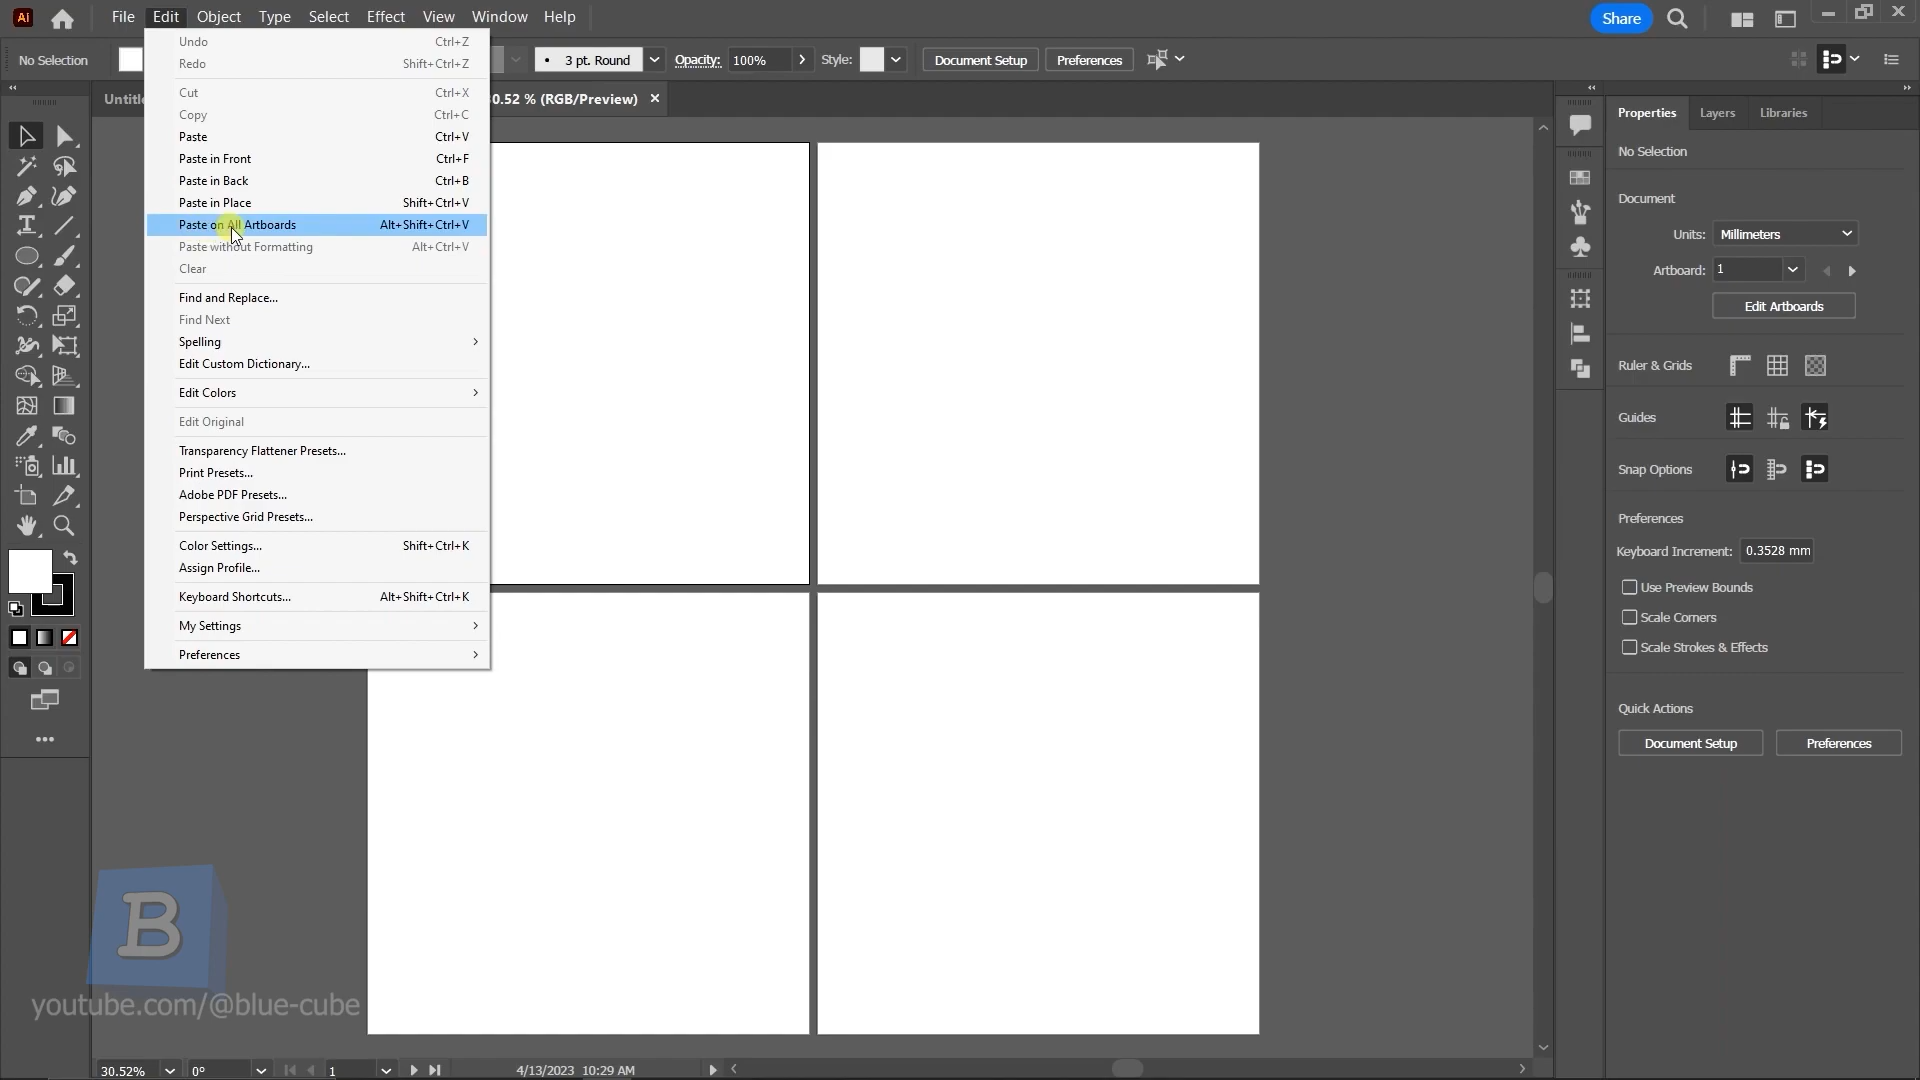 Ai File Edit Object Type Select Effect View Window Help Share
No Selection 3 pt. Round Opacity: 100% Style: Document Setup Preferences
Undo Ctrl+Z
Redo Shift+Ctrl+Z
Cut Ctrl+X
Copy Ctrl+C
Paste Ctrl+V
Paste in Front Ctrl+F
Paste in Back Ctrl+B
Paste in Place Shift+Ctrl+V
Paste on All Artboards Alt+Shift+Ctrl+V
Paste without Formatting Alt+Ctrl+V
Clear
Find and Replace...
Find Next
Spelling
Edit Custom Dictionary...
Edit Colors
Edit Original
Transparency Flattener Presets...
Print Presets...
Adobe PDF Presets...
Perspective Grid Presets...
Color Settings... Shift+Ctrl+K
Assign Profile...
Keyboard Shortcuts... Alt+Shift+Ctrl+K
My Settings
Preferences
0.52 % (RGB/Preview)
Properties Layers Libraries
No Selection
Document
Units: Millimeters
Artboard: 1
Edit Artboards
Ruler & Grids
Guides
Snap Options
Preferences
Keyboard Increment: 0.3528 mm
Use Preview Bounds
Scale Corners
Scale Strokes & Effects
Quick Actions
Document Setup Preferences
B
youtube.com/@blue-cube
30.52% 0° 1 4/13/2023 10:29 AM